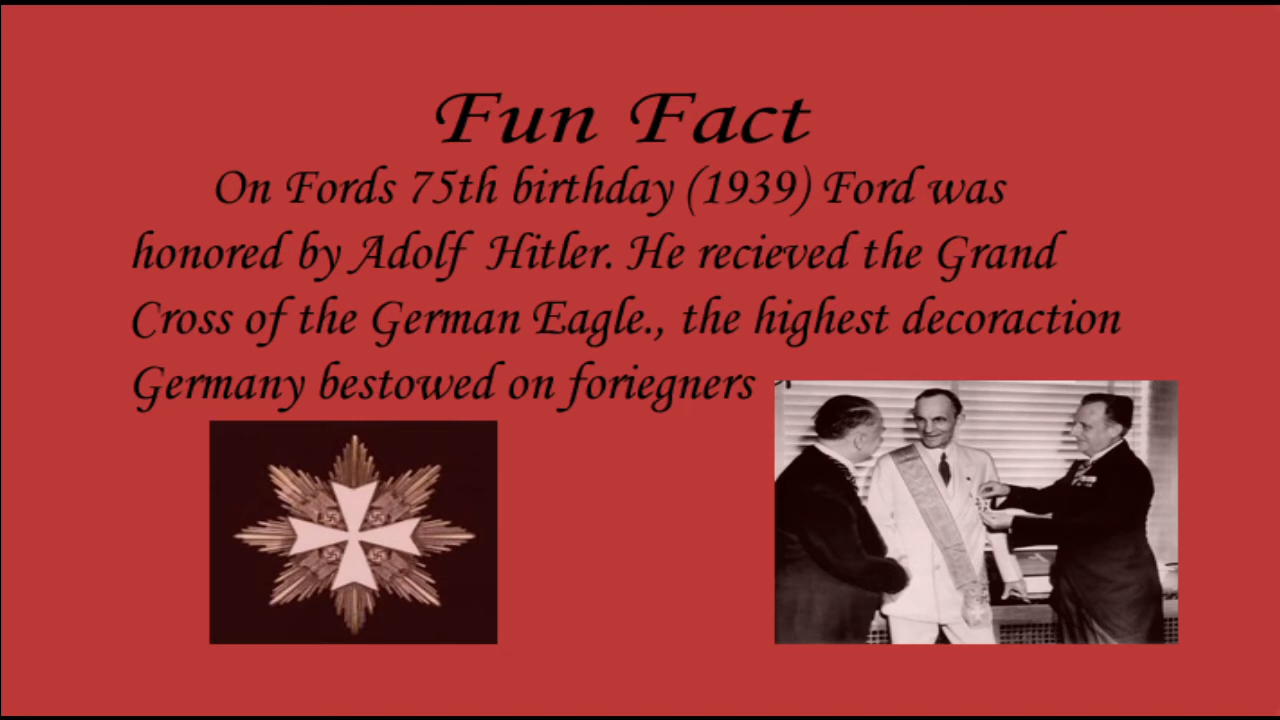 Fun Fact
On Fords 75th birthday (1939) Ford was
honored by Adolf Hitler. He recieved the Grand
Cross of the German Eagle., the highest decoraction
Germany bestowed on foriegners